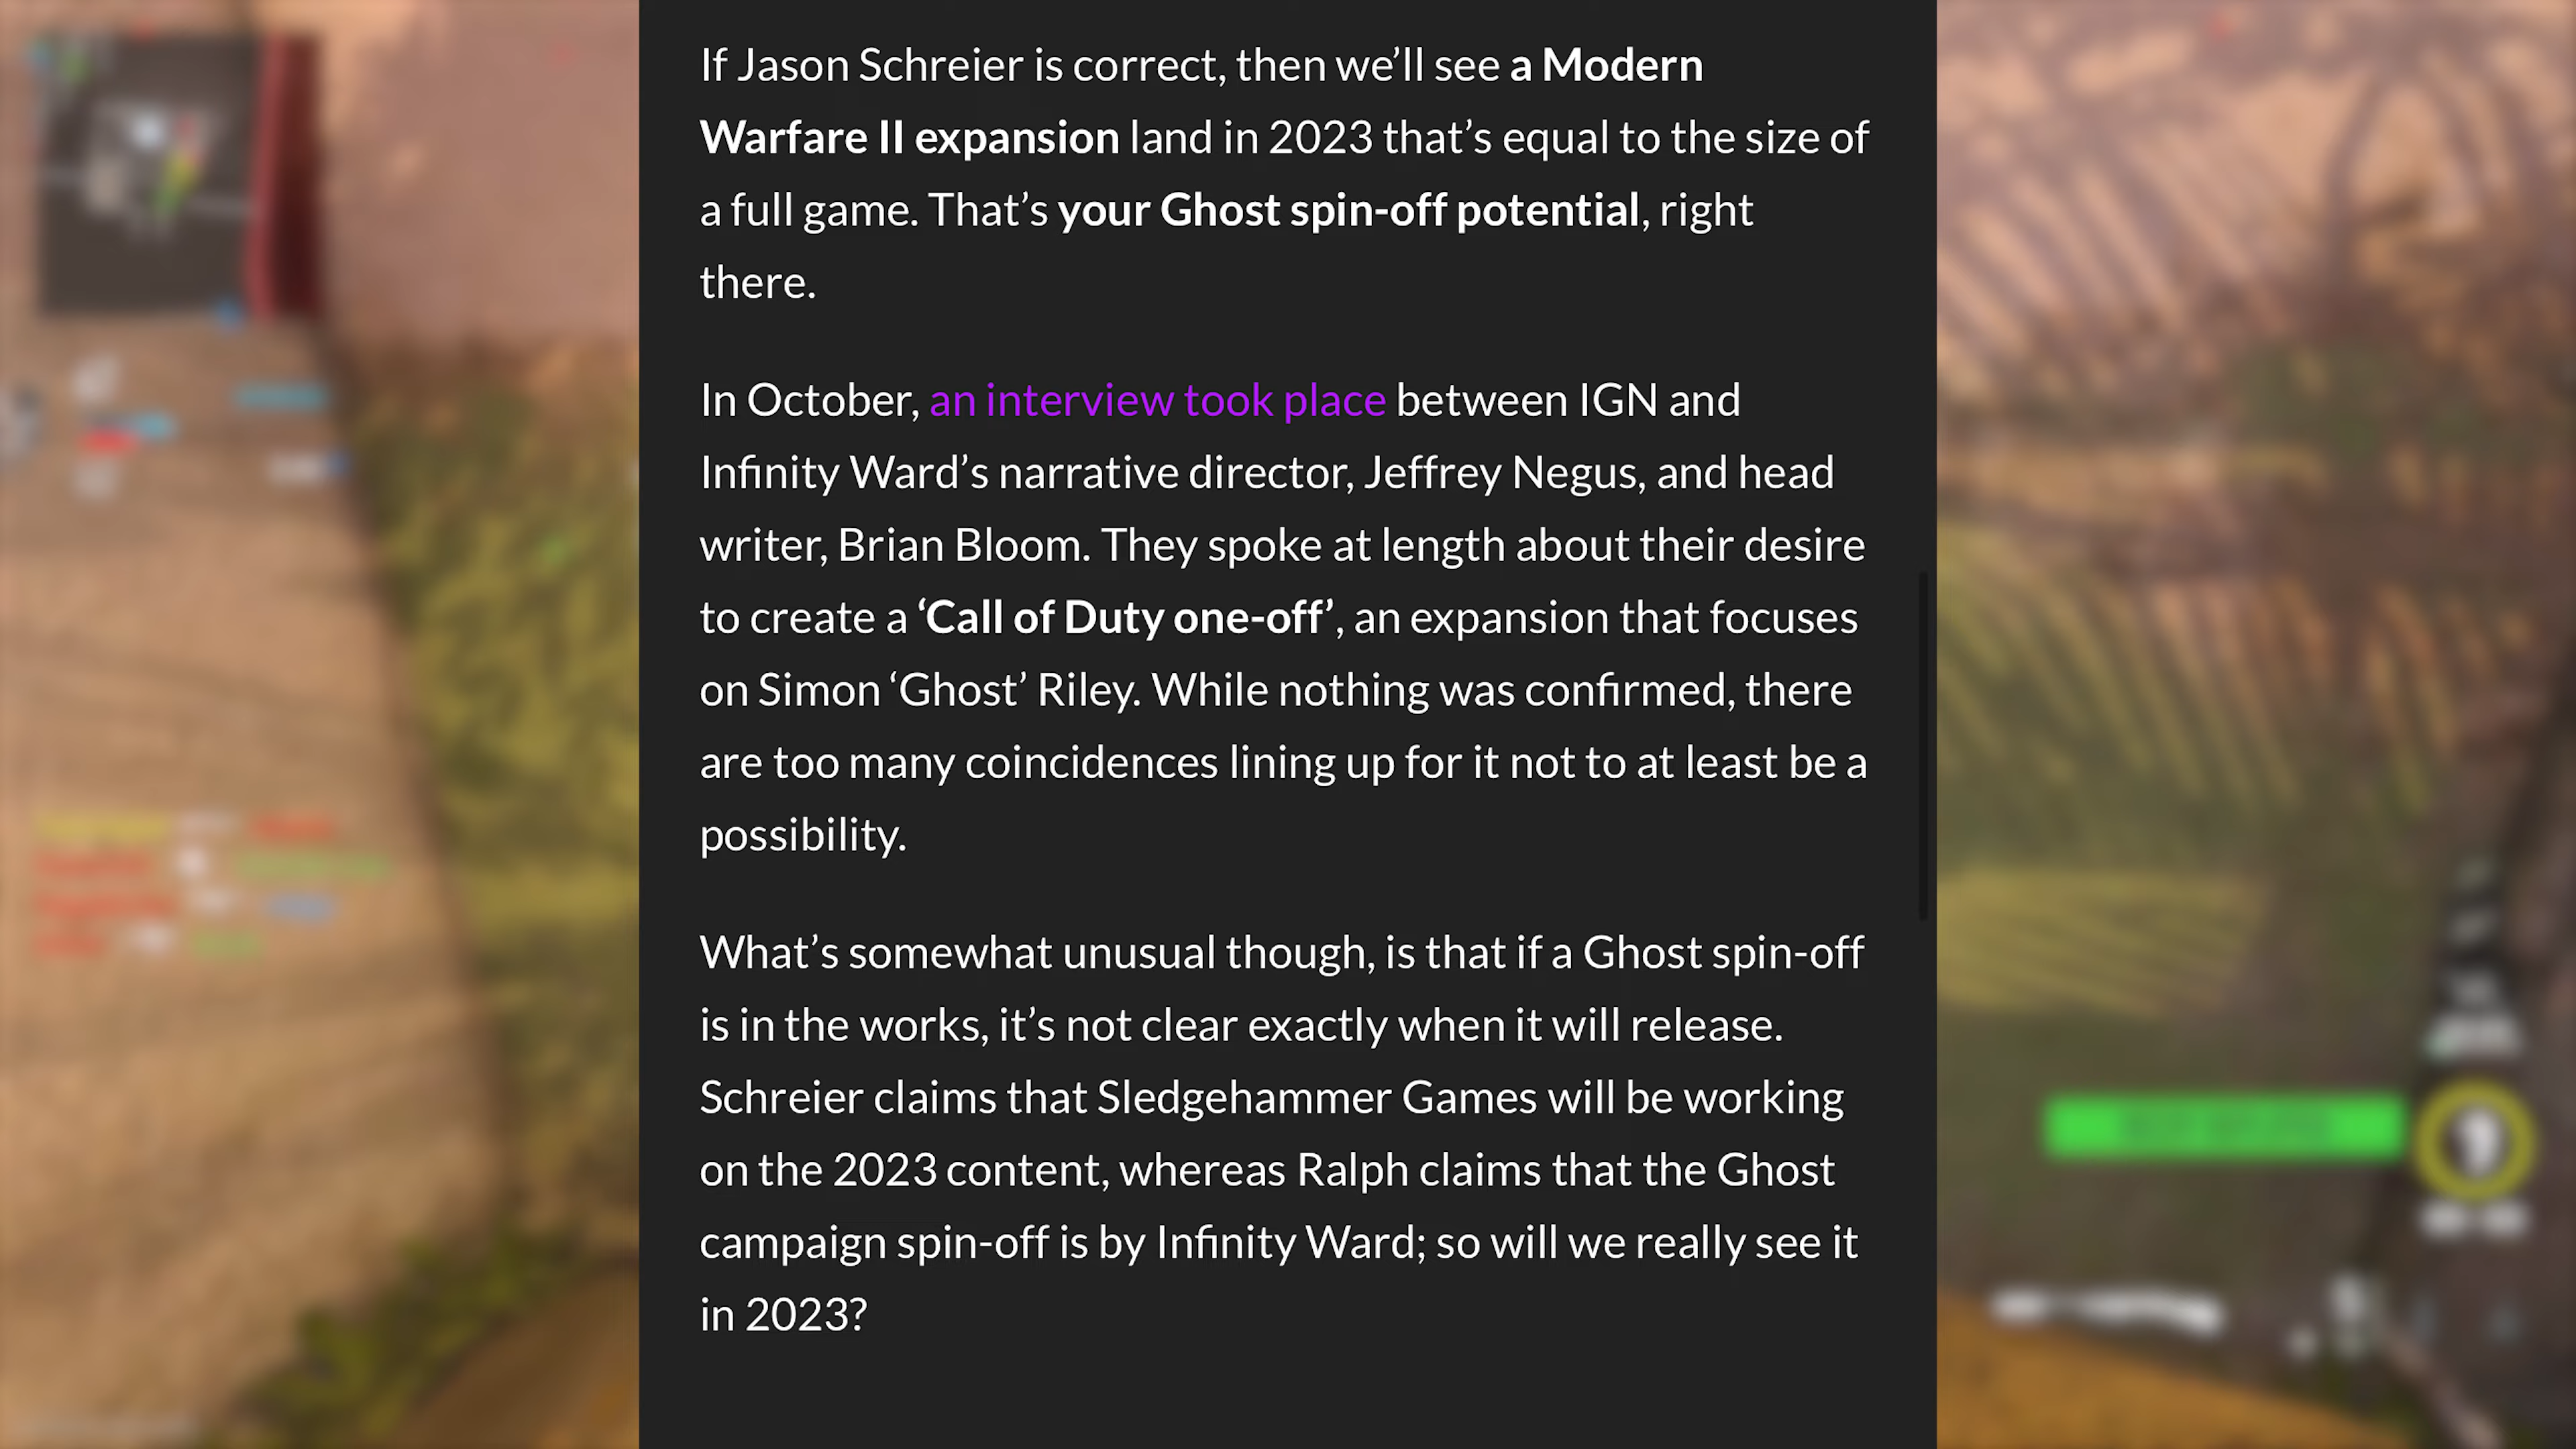 If Jason Schreier is correct, then we’ll see a Modern
Warfare II expansion land in 2023 that’s equal to the size of
a full game. That’s your Ghost spin-off potential, right
there.
In October, an interview took place between IGN and
Infinity Ward’s narrative director, Jeffrey Negus, and head
writer, Brian Bloom. They spoke at length about their desire
to create a ‘Call of Duty one-off’, an expansion that focuses
on Simon ‘Ghost’ Riley. While nothing was confirmed, there
are too many coincidences lining up for it not to at least be a
possibility.
What’s somewhat unusual though, is that if a Ghost spin-off
is in the works, it’s not clear exactly when it will release.
Schreier claims that Sledgehammer Games will be working
on the 2023 content, whereas Ralph claims that the Ghost
campaign spin-off is by Infinity Ward; so will we really see it
in 2023?